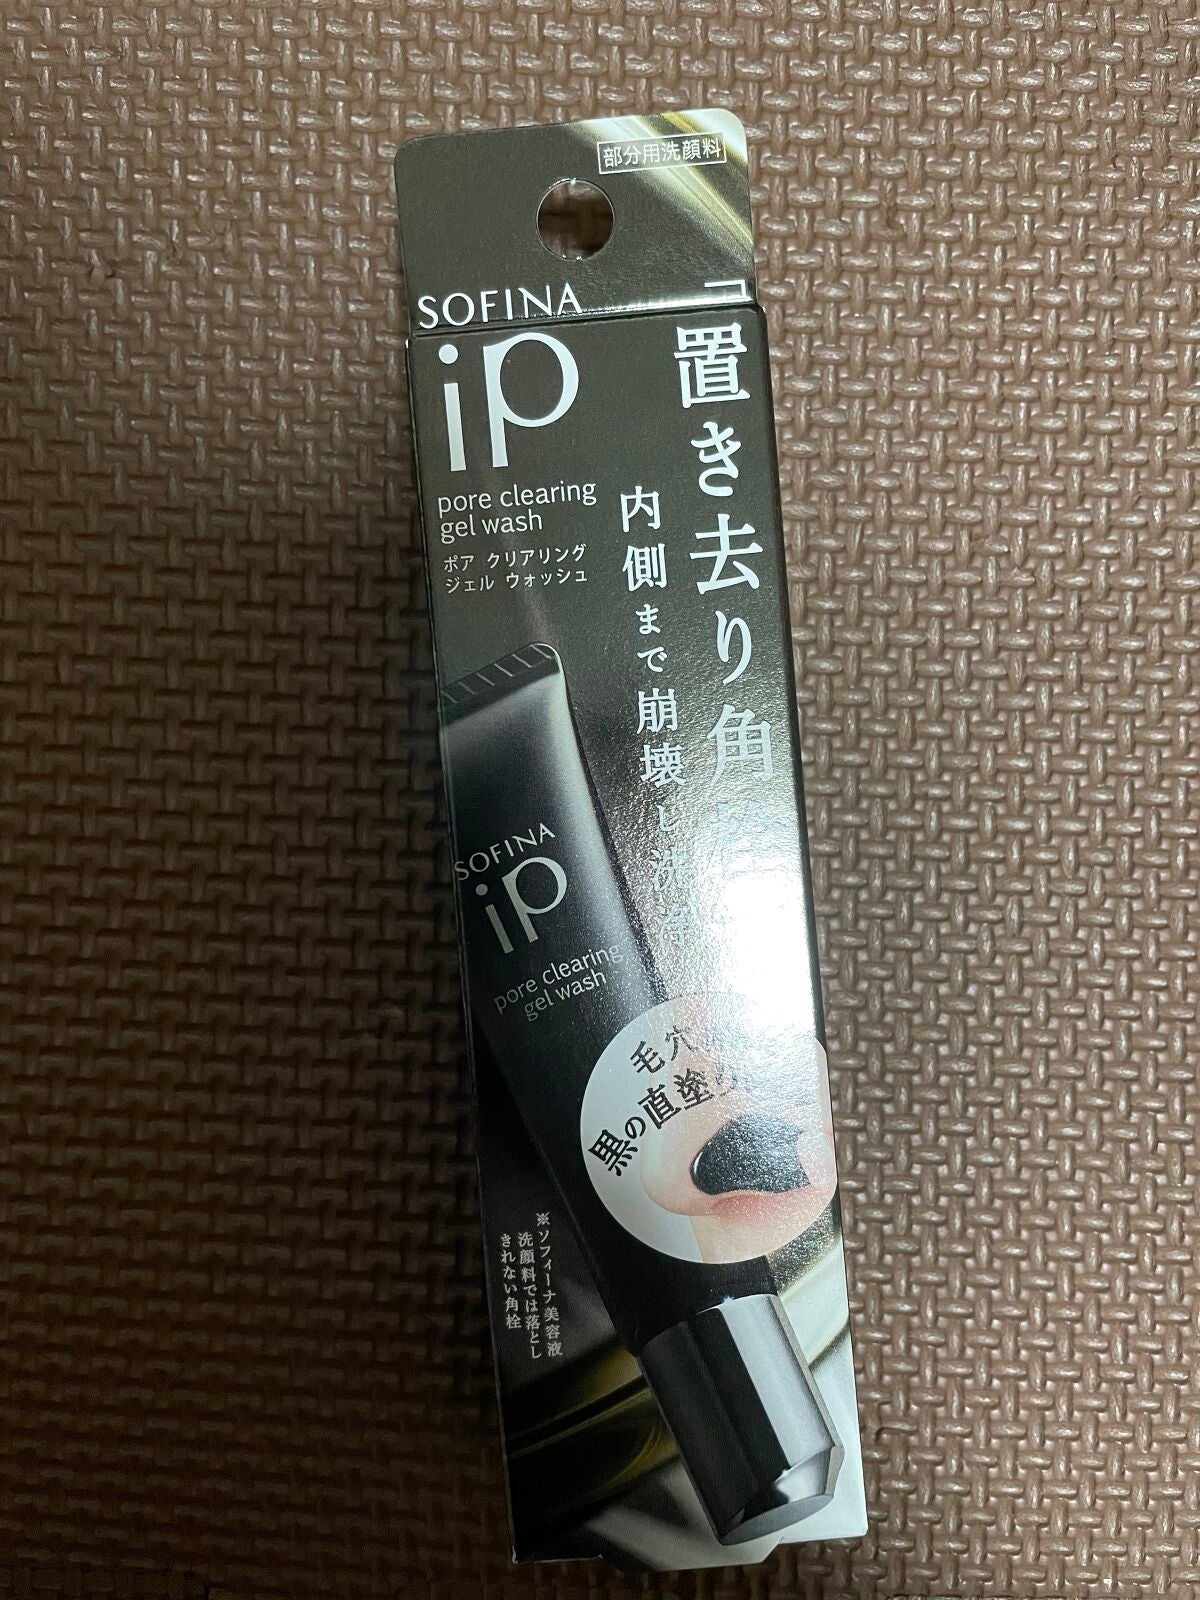 部分用洗顔料
SOFINA
ip
pore clearing
gel wash
ポア クリアリング
ジェル ウォッシュ
「置き去り角
内側まで崩壊し洗浄
SOFINA
ip
pore clearing
gel wash
毛穴
黒の直塗り
※ソフィーナ美容液
洗顔料では落とし
きれない角栓